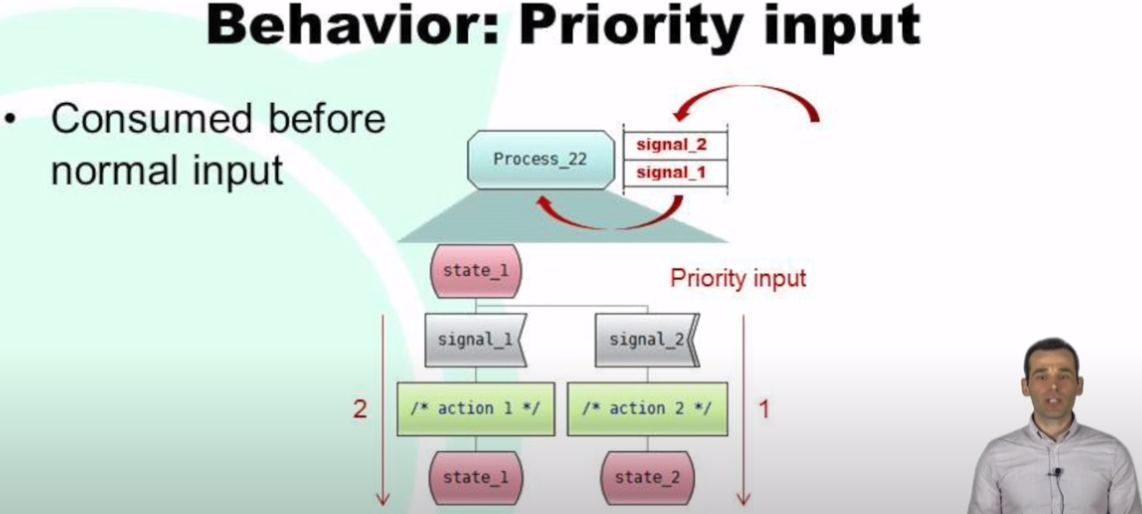 Behavior: Priority input
• Consumed before
normal input
Process_22
signal_2
signal_1
state_1
Priority input
signal_1
signal_2
2
/* action 1 */
/* action 2 */
1
state_1
state_2